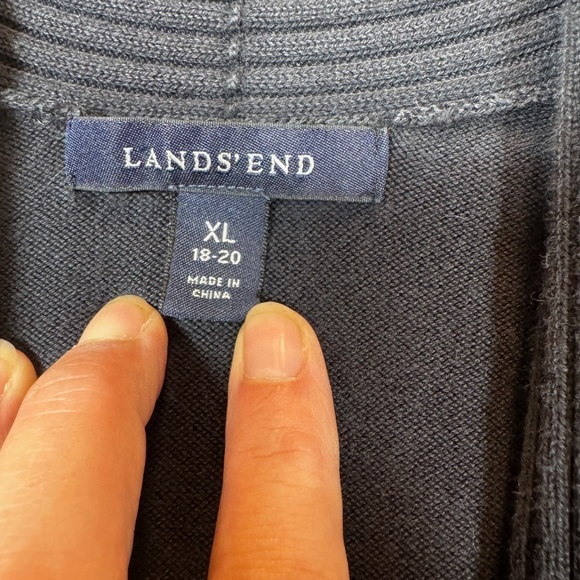 LANDS' END
XL
18-20
MADE IN
CHINA